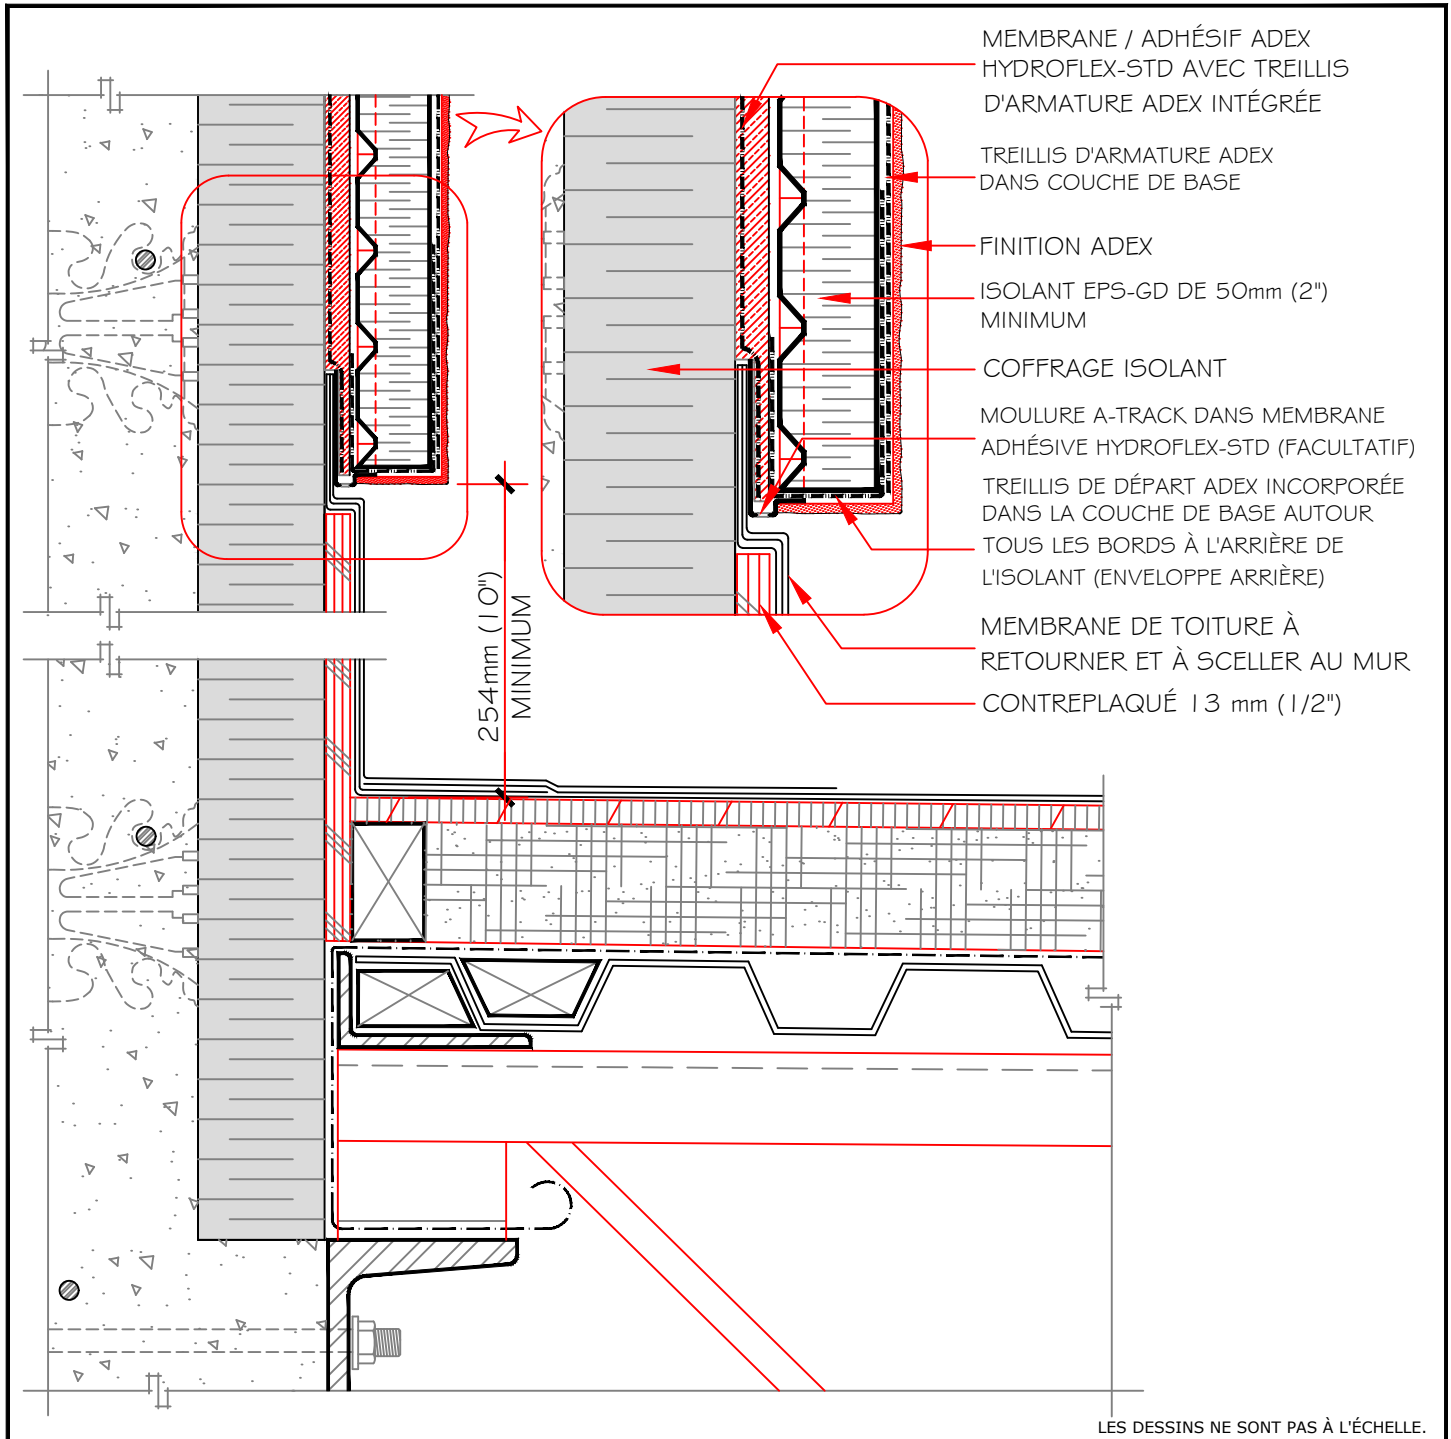 MEMBRANE / ADHÉSIF ADEX
HYDROFLEX-STD AVEC TREILLIS
D'ARMATURE ADEX INTÉGRÉE
TREILLIS D'ARMATURE ADEX
DANS COUCHE DE BASE
FINITION ADEX
ISOLANT EPS-GD DE 50mm (2")
MINIMUM
COFFRAGE ISOLANT
MOULURE A-TRACK DANS MEMBRANE
ADHÉSIVE HYDROFLEX-STD (FACULTATIF)
TREILLIS DE DÉPART ADEX INCORPORÉE
DANS LA COUCHE DE BASE AUTOUR
TOUS LES BORDS À L'ARRIÈRE DE
L'ISOLANT (ENVELOPPE ARRIÈRE)
MEMBRANE DE TOITURE À
RETOURNER ET À SCELLER AU MUR
CONTREPLAQUÉ 13 mm (1/2")
254mm (10")
MINIMUM
LES DESSINS NE SONT PAS À L'ÉCHELLE.